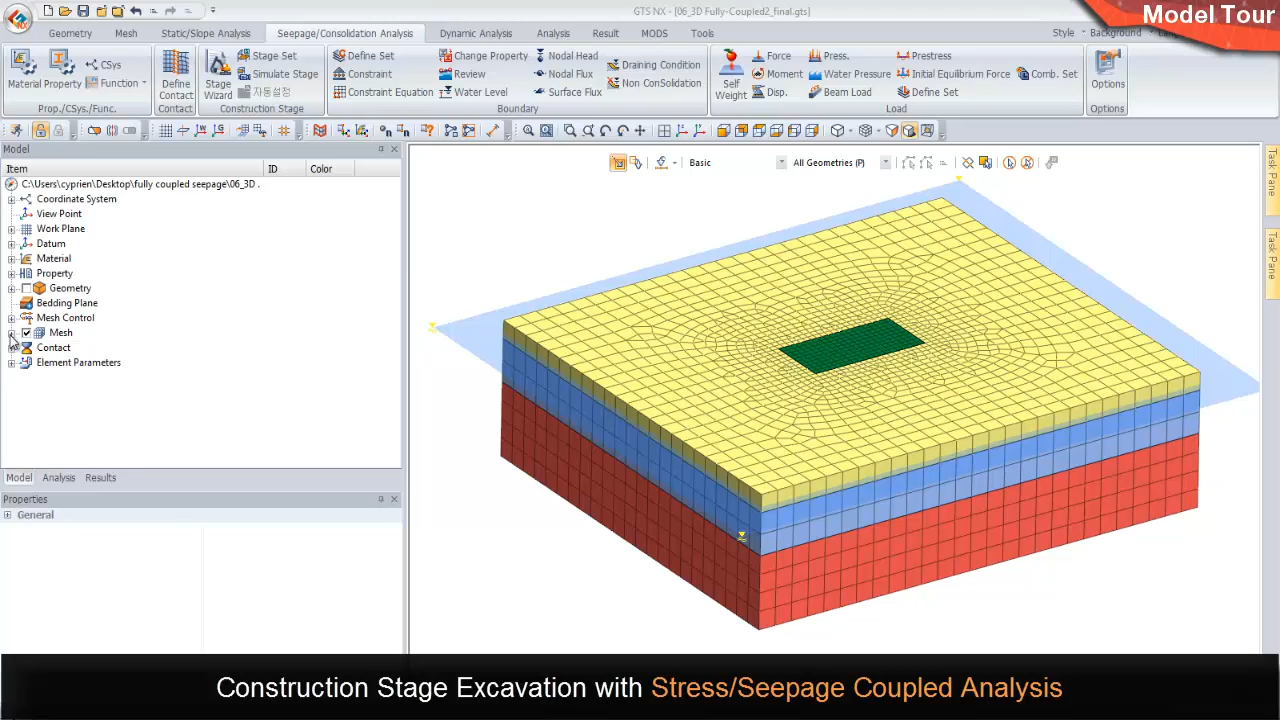 GTS NX - [06_3D Fully-Coupled2_final.gts]
Model Tour
Geometry Mesh Static/Slope Analysis Seepage/Consolidation Analysis Dynamic Analysis Analysis Result MODS Tools Style Background
Material Property CSys Function Prop./CSys./Func.
Define Contact Contact
Stage Wizard Stage Set Simulate Stage 자동설정 Construction Stage
Define Set Change Property Nodal Head Draining Condition
Constraint Review Nodal Flux Non ConSolidation
Constraint Equation Water Level Surface Flux
Boundary
Self Weight Force Press. Prestress
Moment Water Pressure Initial Equilibrium Force Comb. Set
Disp. Beam Load Define Set
Load
Options
Options
Model
Item ID Color
C:\Users\cyprien\Desktop\fully coupled seepage\06_3D .
Coordinate System
View Point
Work Plane
Datum
Material
Property
Geometry
Bedding Plane
Mesh Control
Mesh
Contact
Element Parameters
Model Analysis Results
Properties
General
Basic All Geometries (P)
Task Pane
Task Pane
Construction Stage Excavation with Stress/Seepage Coupled Analysis